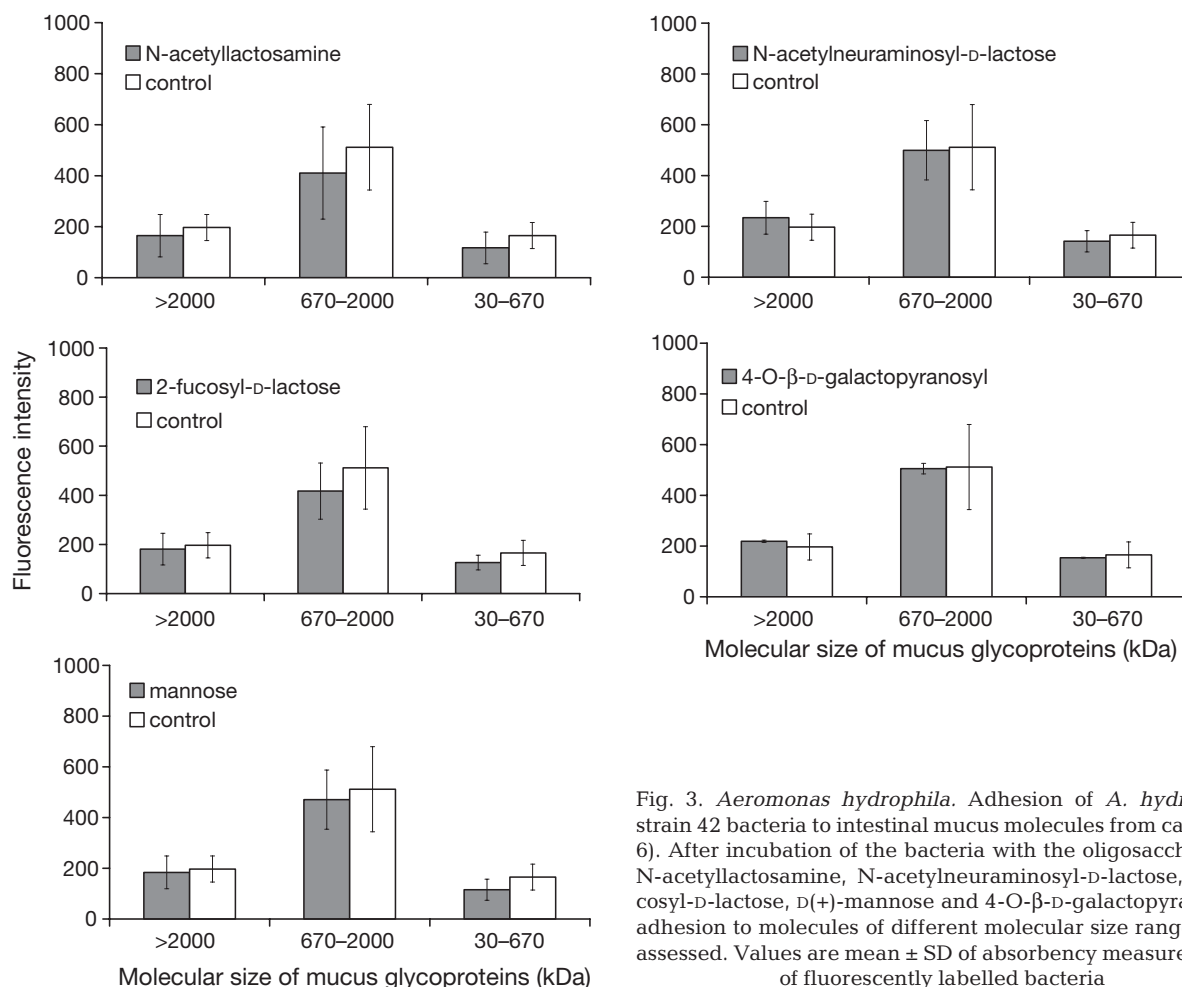 1000
800
600
400
200
0
N-acetyllactosamine
control
>2000
670–2000
30–670
1000
800
600
400
200
0
N-acetylneuraminosyl-D-lactose
control
>2000
670–2000
30–670
Fluorescence intensity
1000
800
600
400
200
0
2-fucosyl-D-lactose
control
>2000
670–2000
30–670
1000
800
600
400
200
0
4-O-β-D-galactopyranosyl
control
>2000
670–2000
30–670
Molecular size of mucus glycoproteins (kDa)
1000
800
600
400
200
0
mannose
control
>2000
670–2000
30–670
Molecular size of mucus glycoproteins (kDa)
Fig. 3. Aeromonas hydrophila. Adhesion of A. hydr
strain 42 bacteria to intestinal mucus molecules from ca
6). After incubation of the bacteria with the oligosacch
N-acetyllactosamine, N-acetylneuraminosyl-D-lactose,
cosyl-D-lactose, D(+)-mannose and 4-O-β-D-galactopyra
adhesion to molecules of different molecular size rang
assessed. Values are mean ± SD of absorbency measure
of fluorescently labelled bacteria